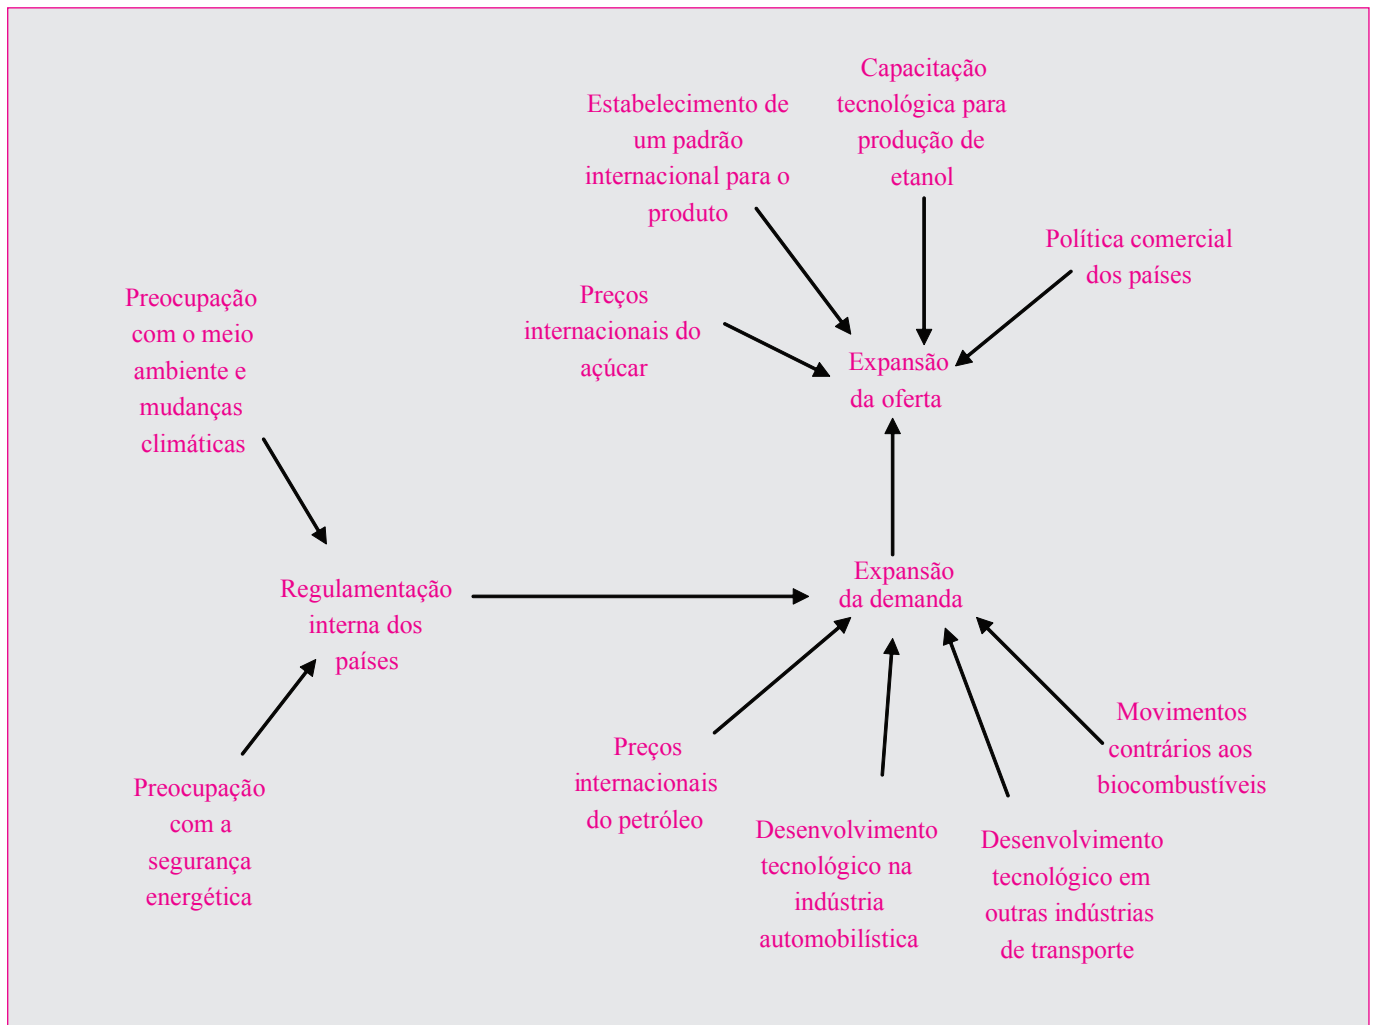 Capacitação
tecnológica para
produção de
etanol
Estabelecimento de
um padrão
internacional para o
produto
Política comercial
dos países
Preços
internacionais do
açúcar
Preocupação
com o meio
ambiente e
mudanças
climáticas
Expansão
da oferta
Regulamentação
interna dos
países
Expansão
da demanda
Preocupação
com a
segurança
energética
Preços
internacionais
do petróleo
Desenvolvimento
tecnológico na
indústria
automobilística
Desenvolvimento
tecnológico em
outras indústrias
de transporte
Movimentos
contrários aos
biocombustíveis